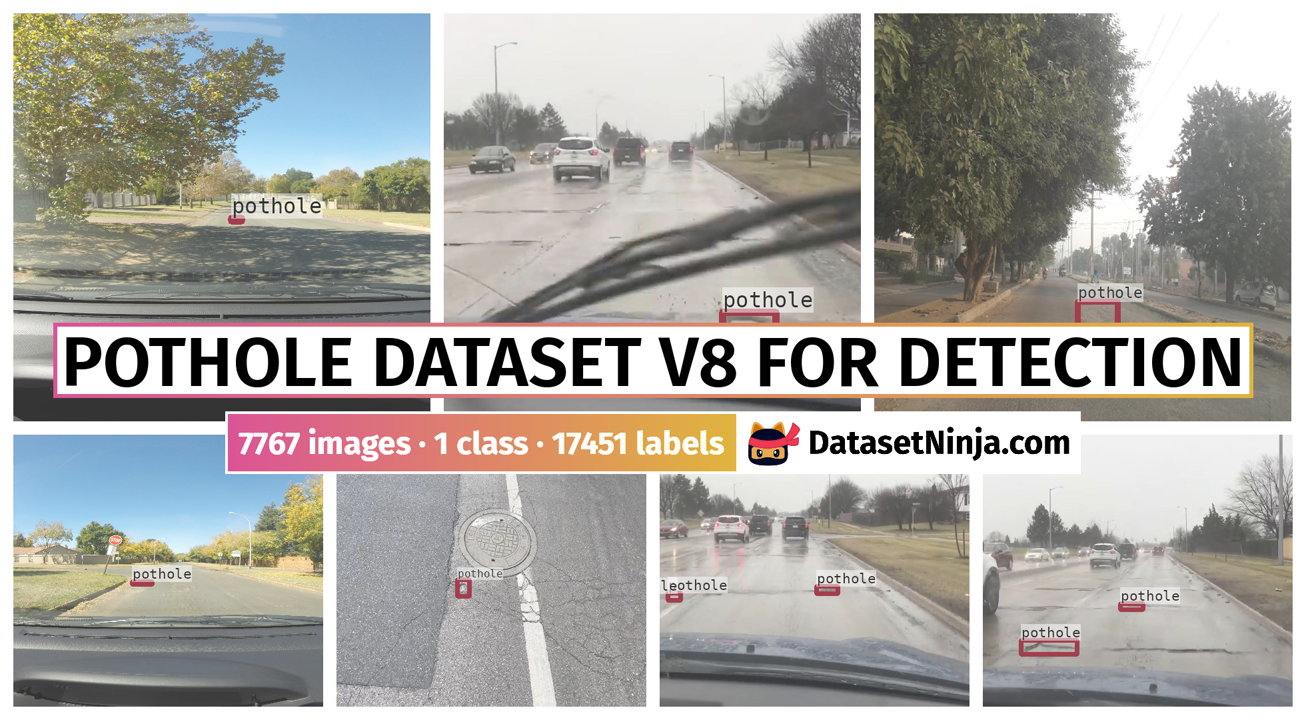 pothole
pothole
pothole
POTHOLE DATASET V8 FOR DETECTION
7767 images · 1 class · 17451 labels
DatasetNinja.com
pothole
pothole
leothole
pothole
pothole
pothole